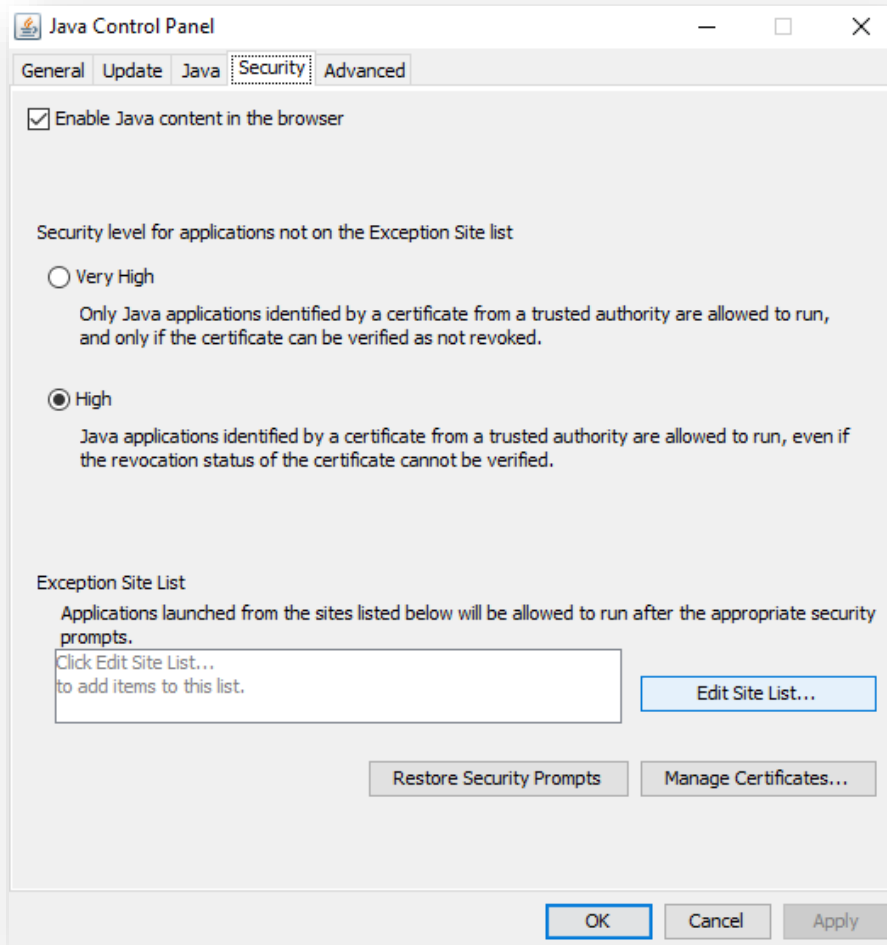 Java Control Panel
General Update Java Security Advanced
Enable Java content in the browser
Security level for applications not on the Exception Site list
Very High
Only Java applications identified by a certificate from a trusted authority are allowed to run,
and only if the certificate can be verified as not revoked.
High
Java applications identified by a certificate from a trusted authority are allowed to run, even if
the revocation status of the certificate cannot be verified.
Exception Site List
Applications launched from the sites listed below will be allowed to run after the appropriate security
prompts.
Click Edit Site List...
to add items to this list.
Edit Site List...
Restore Security Prompts Manage Certificates...
OK Cancel Apply